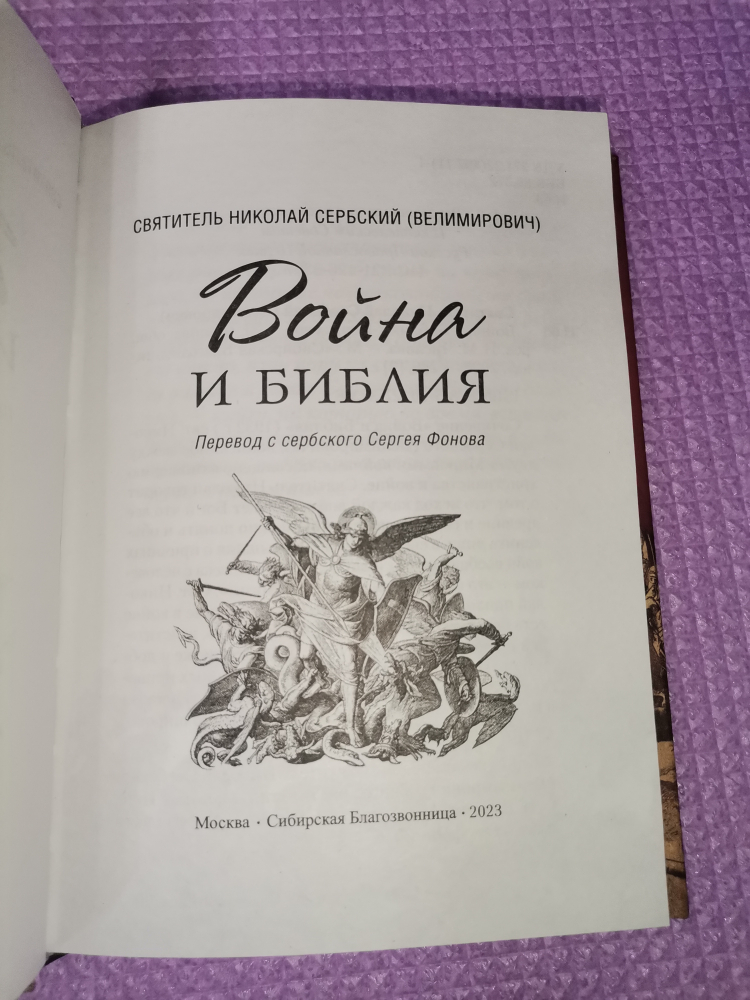 СВЯТИТЕЛЬ НИКОЛАЙ СЕРБСКИЙ (ВЕЛИМИРОВИЧ)
Война
И БИБЛИЯ
Перевод с сербского Сергея Фонова
Москва · Сибирская Благозвонница · 2023